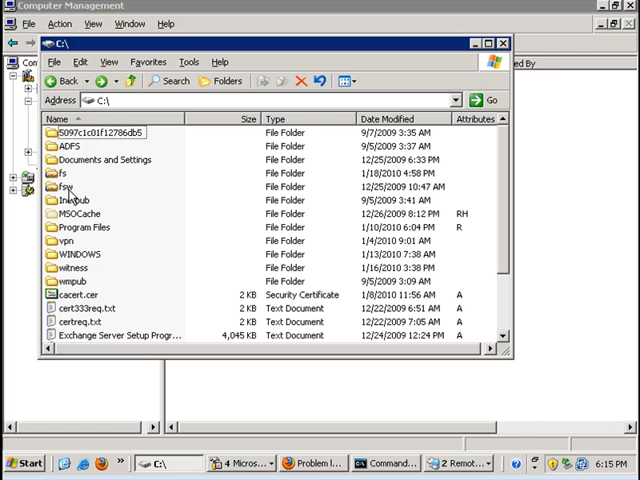 Computer Management
File Action View Window Help
C:\
File Edit View Favorites Tools Help
Back Search Folders
Address C:\ Go
Name Size Type Date Modified Attributes
5097c1c01f12786db5 File Folder 9/7/2009 3:35 AM
ADFS File Folder 9/5/2009 3:37 AM
Documents and Settings File Folder 12/25/2009 6:33 PM
fs File Folder 1/18/2010 4:58 PM
fsw File Folder 12/25/2009 10:47 AM
Inetpub File Folder 9/5/2009 3:41 AM
MSOCache File Folder 12/26/2009 8:12 PM RH
Program Files File Folder 1/10/2010 6:04 PM R
vpn File Folder 1/4/2010 9:01 AM
WINDOWS File Folder 1/13/2010 7:38 AM
witness File Folder 1/16/2010 3:38 PM
wmpub File Folder 9/5/2009 3:09 AM
cacert.cer 2 KB Security Certificate 1/8/2010 11:56 AM A
cert333req.txt 2 KB Text Document 12/22/2009 6:51 AM A
certreq.txt 2 KB Text Document 12/22/2009 7:05 AM A
Exchange Server Setup Progr... 4,045 KB Text Document 12/24/2009 12:24 PM A
Com
ed By
Start » C:\ 4 Micros... Problem l... Command... 2 Remot... 6:15 PM